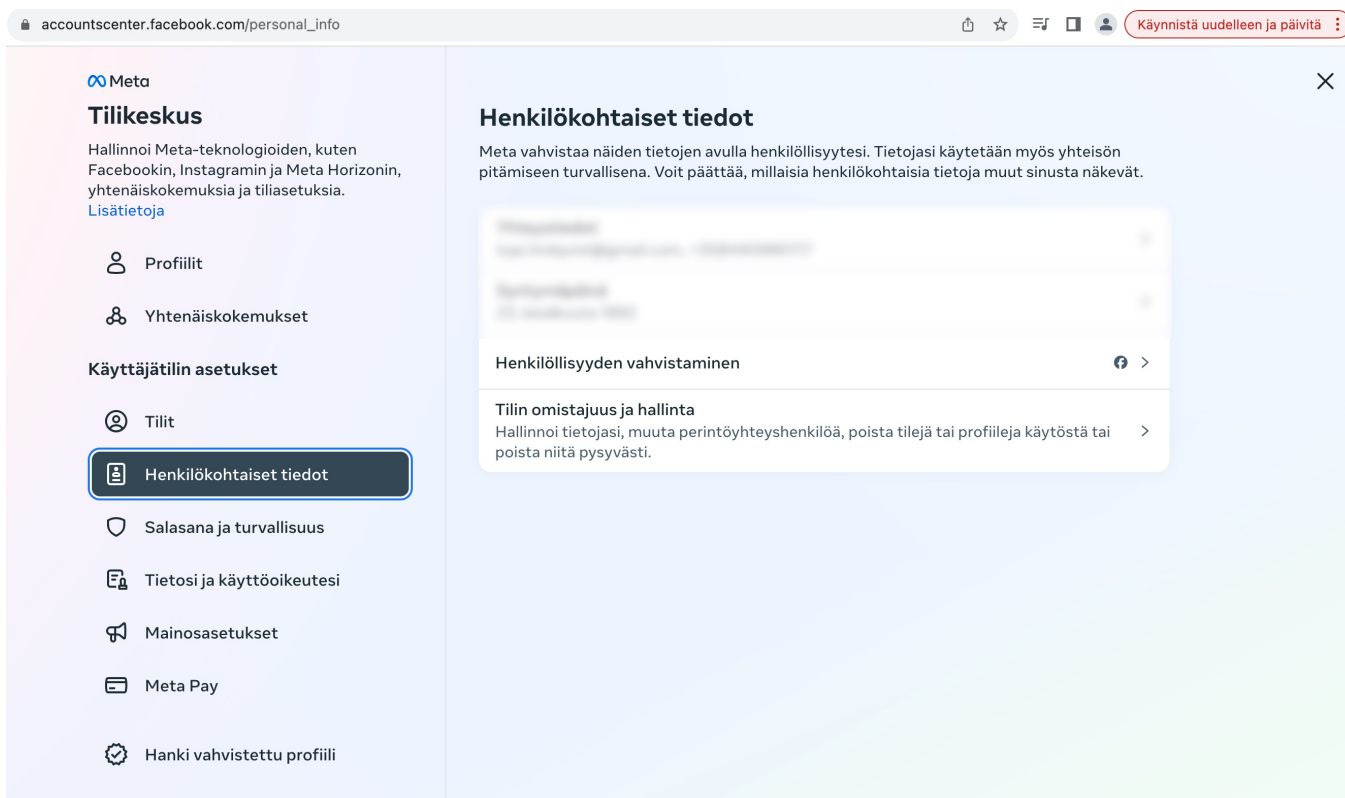 accountscenter.facebook.com/personal_info
Käynnistä uudelleen ja päivitä
Meta
Tilikeskus
Hallinnoi Meta-teknologioiden, kuten
Facebookin, Instagramin ja Meta Horizonin,
yhtenäiskokemuksia ja tiliasetuksia.
Lisätietoja
Profiilit
Yhtenäiskokemukset
Käyttäjätilin asetukset
Tilit
Henkilökohtaiset tiedot
Salasana ja turvallisuus
Tietosi ja käyttöoikeutesi
Mainosasetukset
Meta Pay
Hanki vahvistettu profiili
Henkilökohtaiset tiedot
Meta vahvistaa näiden tietojen avulla henkilöllisyytesi. Tietojasi käytetään myös yhteisön
pitämiseen turvallisena. Voit päättää, millaisia henkilökohtaisia tietoja muut sinusta näkevät.
Henkilöllisyyden vahvistaminen
Tilin omistajuus ja hallinta
Hallinnoi tietojasi, muuta perintöyhteyshenkilöä, poista tilejä tai profiileja käytöstä tai
poista niitä pysyvästi.